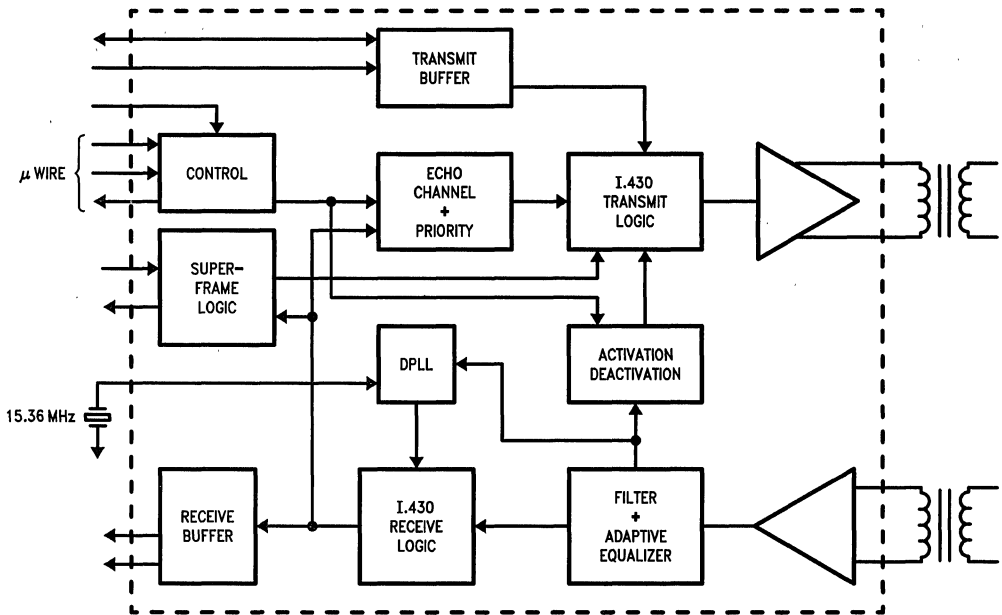 TRANSMIT
BUFFER
μ WIRE
CONTROL
ECHO
CHANNEL
+
PRIORITY
I.430
TRANSMIT
LOGIC
SUPER-
FRAME
LOGIC
DPLL
ACTIVATION
DEACTIVATION
15.36 MHz
RECEIVE
BUFFER
I.430
RECEIVE
LOGIC
FILTER
+
ADAPTIVE
EQUALIZER